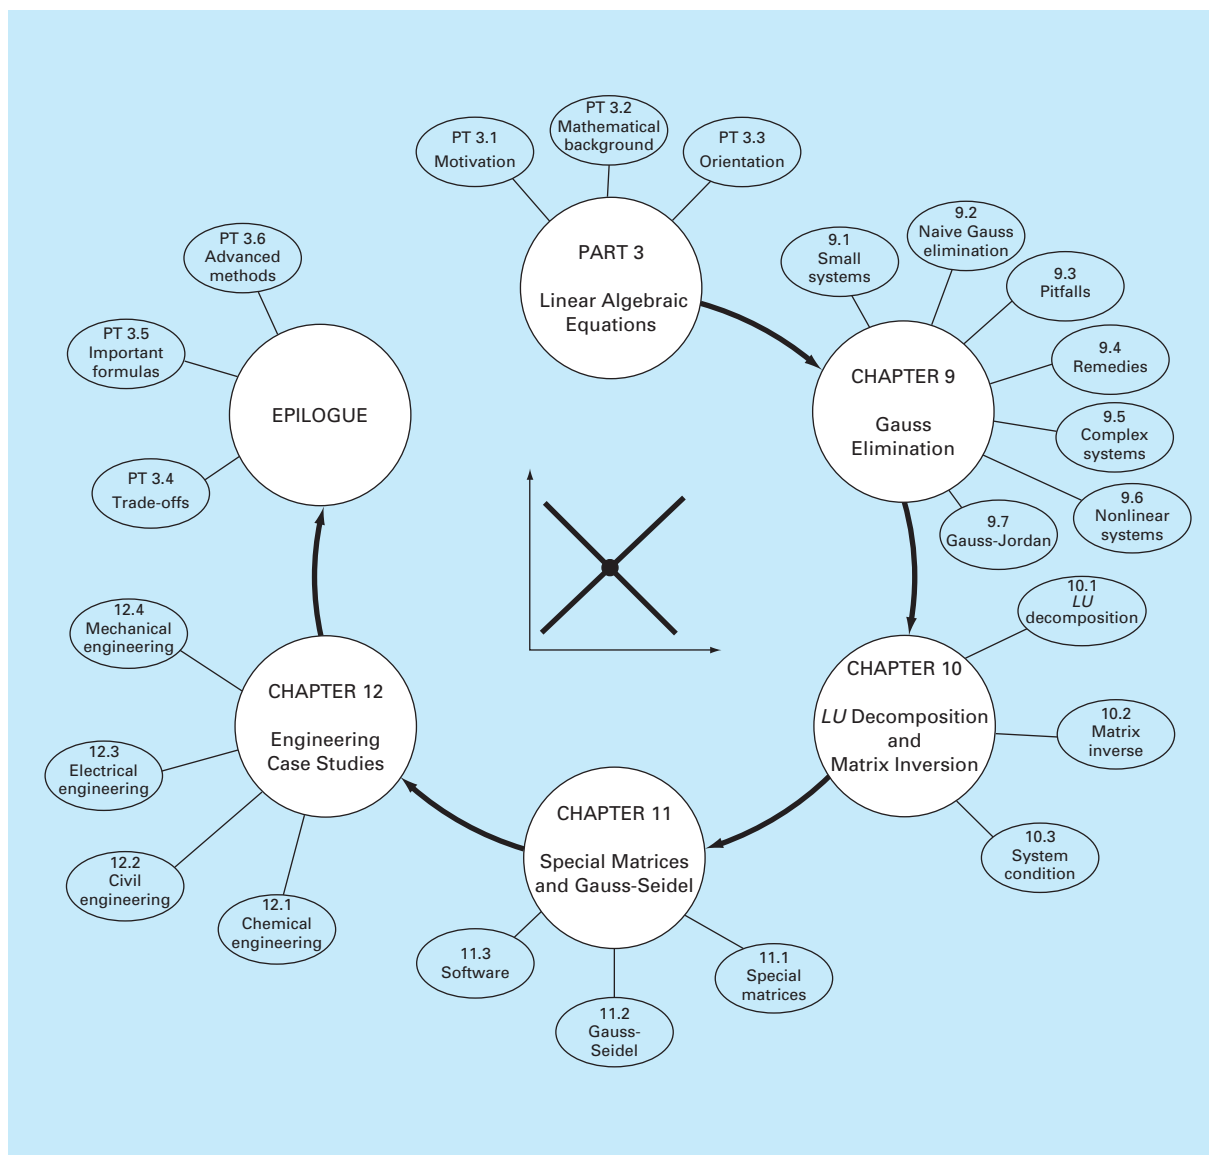 PT 3.1
Motivation
PT 3.2
Mathematical
background
PT 3.3
Orientation
PART 3
Linear Algebraic
Equations
9.1
Small
systems
9.2
Naive Gauss
elimination
9.3
Pitfalls
9.4
Remedies
9.5
Complex
systems
9.6
Nonlinear
systems
9.7
Gauss-Jordan
CHAPTER 9
Gauss
Elimination
10.1
LU
decomposition
10.2
Matrix
inverse
10.3
System
condition
CHAPTER 10
LU Decomposition
and
Matrix Inversion
CHAPTER 11
Special Matrices
and Gauss-Seidel
11.1
Special
matrices
11.2
Gauss-
Seidel
11.3
Software
CHAPTER 12
Engineering
Case Studies
12.1
Chemical
engineering
12.2
Civil
engineering
12.3
Electrical
engineering
12.4
Mechanical
engineering
EPILOGUE
PT 3.4
Trade-offs
PT 3.5
Important
formulas
PT 3.6
Advanced
methods